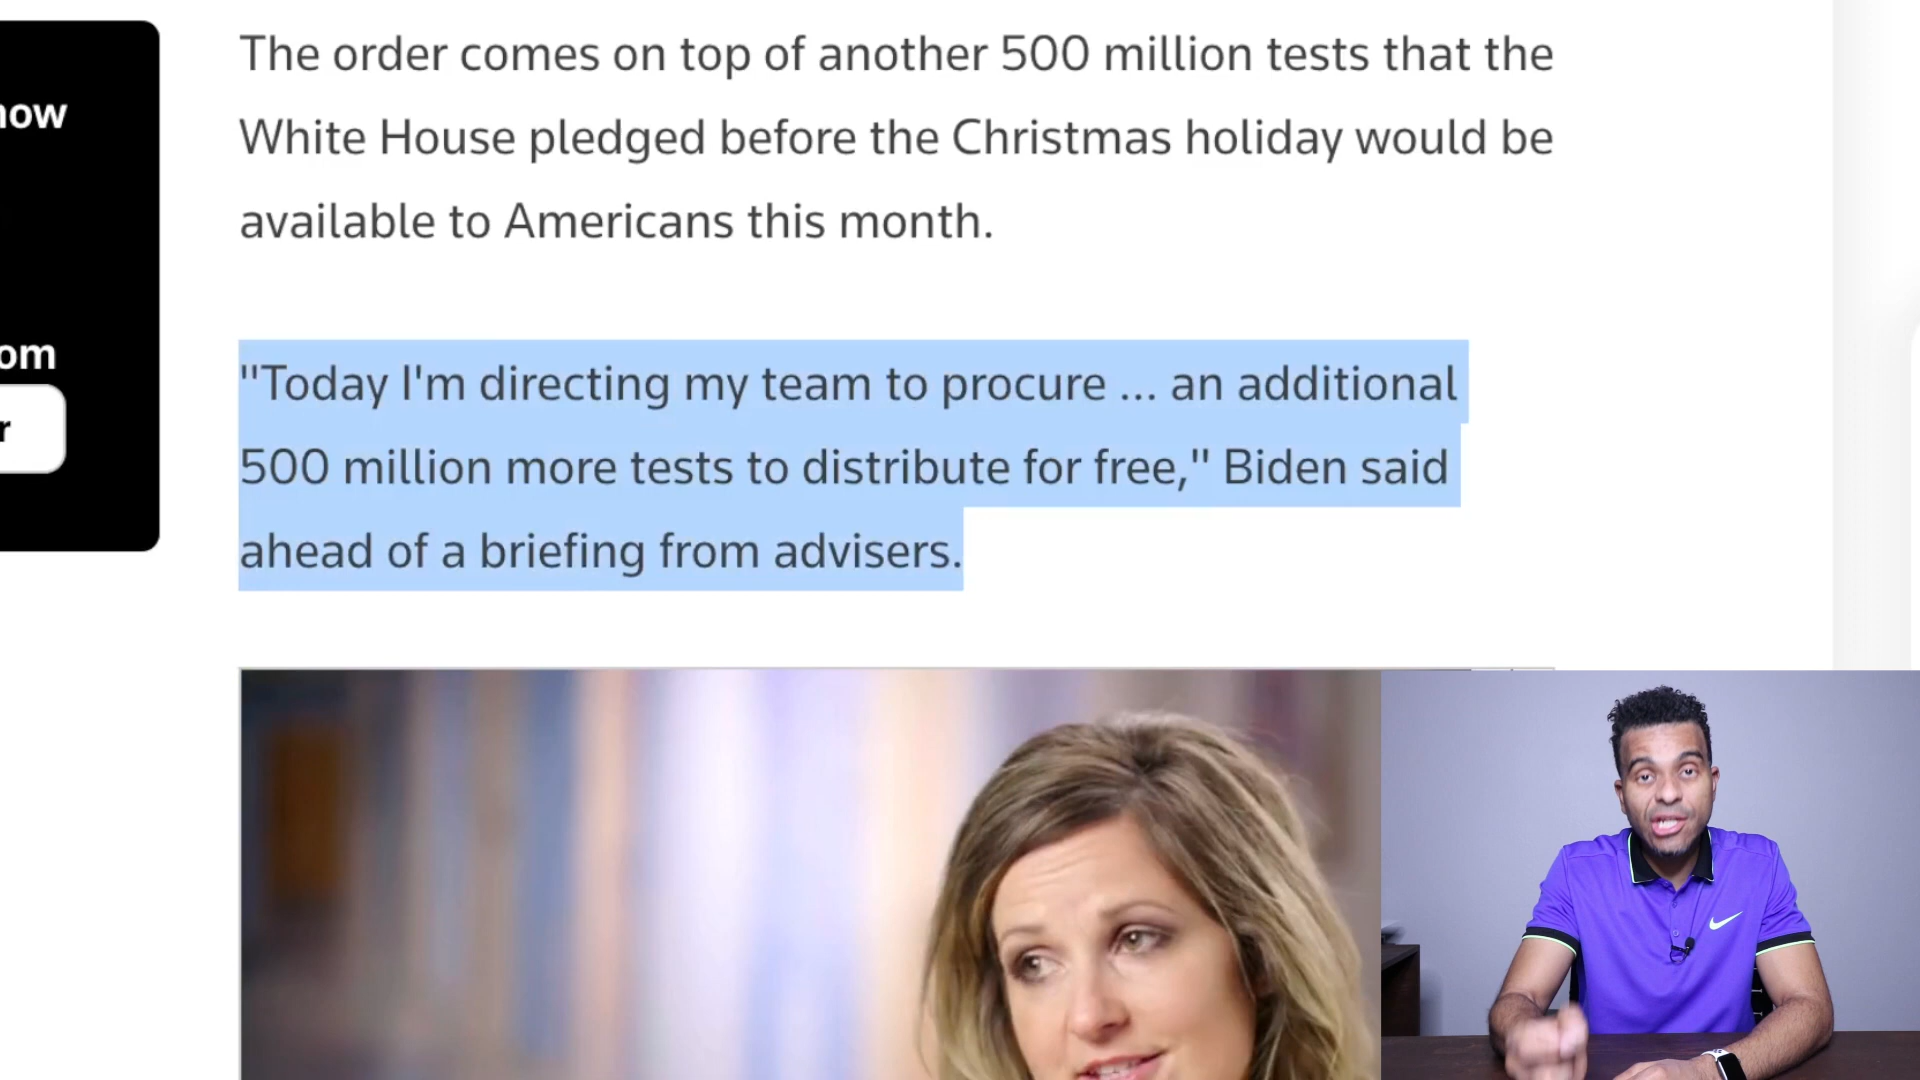 The order comes on top of another 500 million tests that the
White House pledged before the Christmas holiday would be
available to Americans this month.
"Today I'm directing my team to procure ... an additional
500 million more tests to distribute for free," Biden said
ahead of a briefing from advisers.